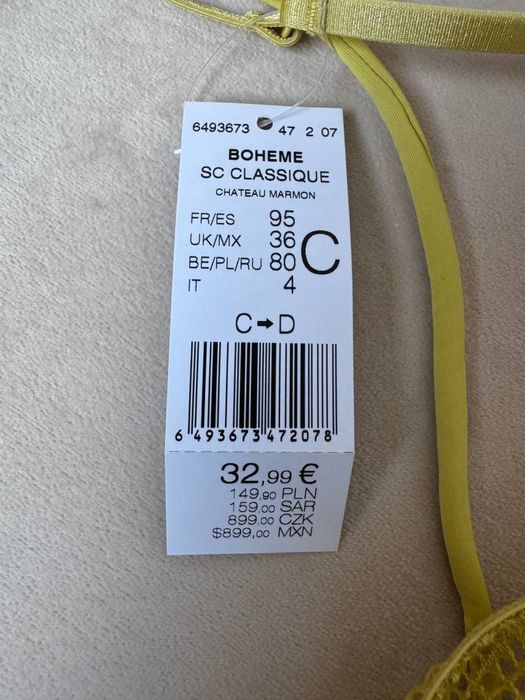 6493673 47 2 07
BOHEME
SC CLASSIQUE
CHATEAU MARMON
FR/ES 95
UK/MX 36 C
BE/PL/RU 80
IT 4
C➞D
6 493673 472078
32,99 €
149,90 PLN
159,00 SAR
899,00 CZK
$899,00 MXN